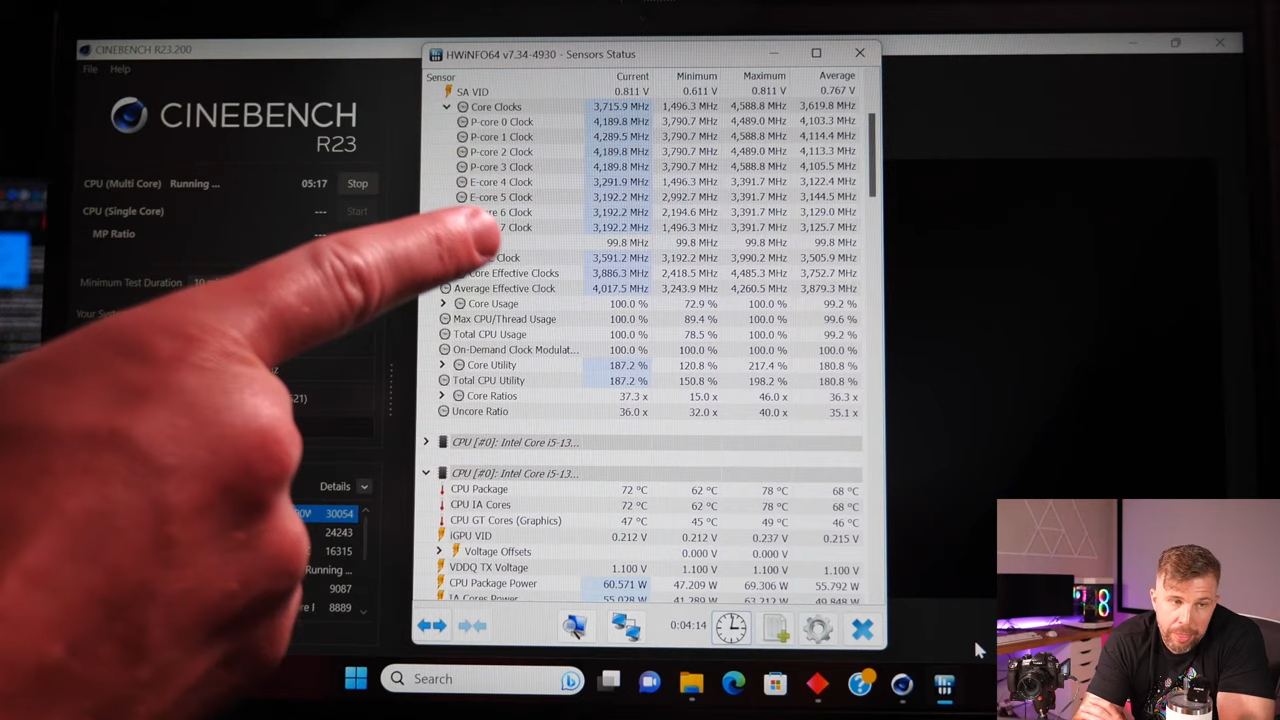 CINEBENCH R23.200
File Help
CINEBENCH
R23
CPU (Multi Core) Running ... 05:17 Stop
CPU (Single Core) --- Start
MP Ratio ---
Minimum Test Duration
Your Sys
Details
30054
24243
16315
Running ...
9087
8889
HWiNFO64 v7.34-4930 - Sensors Status
Sensor Current Minimum Maximum Average
SA VID 0.811 V 0.611 V 0.811 V 0.767 V
Core Clocks 3,715.9 MHz 1,496.3 MHz 4,588.8 MHz 3,619.8 MHz
P-core 0 Clock 4,189.8 MHz 3,790.7 MHz 4,489.0 MHz 4,103.3 MHz
P-core 1 Clock 4,289.5 MHz 3,790.7 MHz 4,588.8 MHz 4,114.4 MHz
P-core 2 Clock 4,189.8 MHz 3,790.7 MHz 4,489.0 MHz 4,113.3 MHz
P-core 3 Clock 4,189.8 MHz 3,790.7 MHz 4,588.8 MHz 4,105.5 MHz
E-core 4 Clock 3,291.9 MHz 1,496.3 MHz 3,391.7 MHz 3,122.4 MHz
E-core 5 Clock 3,192.2 MHz 2,992.7 MHz 3,391.7 MHz 3,144.5 MHz
6 Clock 3,192.2 MHz 2,194.6 MHz 3,391.7 MHz 3,129.0 MHz
7 Clock 3,192.2 MHz 1,496.3 MHz 3,391.7 MHz 3,125.7 MHz
99.8 MHz 99.8 MHz 99.8 MHz 99.8 MHz
Clock 3,591.2 MHz 3,192.2 MHz 3,990.2 MHz 3,505.9 MHz
Core Effective Clocks 3,886.3 MHz 2,418.5 MHz 4,485.3 MHz 3,752.7 MHz
Average Effective Clock 4,017.5 MHz 3,243.9 MHz 4,260.5 MHz 3,879.3 MHz
Core Usage 100.0 % 72.9 % 100.0 % 99.2 %
Max CPU/Thread Usage 100.0 % 89.4 % 100.0 % 99.6 %
Total CPU Usage 100.0 % 78.5 % 100.0 % 99.2 %
On-Demand Clock Modulat... 100.0 % 100.0 % 100.0 % 100.0 %
Core Utility 187.2 % 120.8 % 217.4 % 180.8 %
Total CPU Utility 187.2 % 150.8 % 198.2 % 180.8 %
Core Ratios 37.3 x 15.0 x 46.0 x 36.3 x
Uncore Ratio 36.0 x 32.0 x 40.0 x 35.1 x
CPU [#0]: Intel Core i5-13...
CPU [#0]: Intel Core i5-13...
CPU Package 72 °C 62 °C 78 °C 68 °C
CPU IA Cores 72 °C 62 °C 78 °C 68 °C
CPU GT Cores (Graphics) 47 °C 45 °C 49 °C 46 °C
iGPU VID 0.212 V 0.212 V 0.237 V 0.215 V
Voltage Offsets 0.000 V 0.000 V
VDDQ TX Voltage 1.100 V 1.100 V 1.100 V 1.100 V
CPU Package Power 60.571 W 47.209 W 69.306 W 55.792 W
IA Cores Power 55.028 W 41.289 W 63.212 W 49.848 W
0:04:14
Search